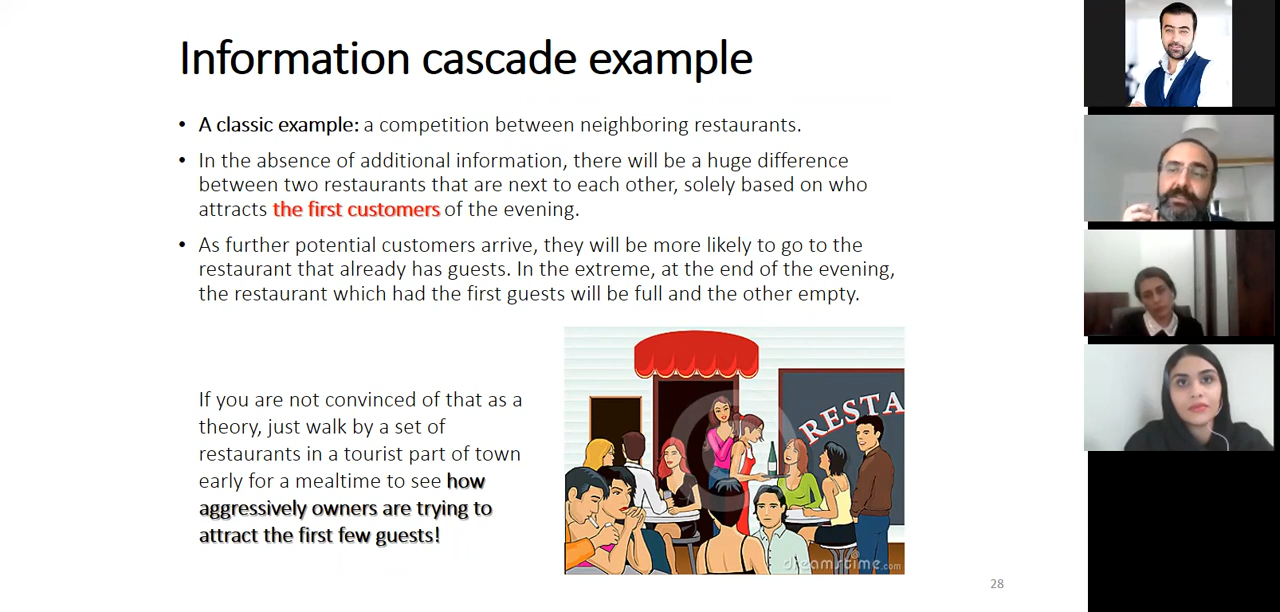 Information cascade example
• A classic example: a competition between neighboring restaurants.
• In the absence of additional information, there will be a huge difference
between two restaurants that are next to each other, solely based on who
attracts the first customers of the evening.
• As further potential customers arrive, they will be more likely to go to the
restaurant that already has guests. In the extreme, at the end of the evening,
the restaurant which had the first guests will be full and the other empty.
If you are not convinced of that as a
theory, just walk by a set of
restaurants in a tourist part of town
early for a mealtime to see how
aggressively owners are trying to
attract the first few guests!
RESTA
dreamstime.com
28